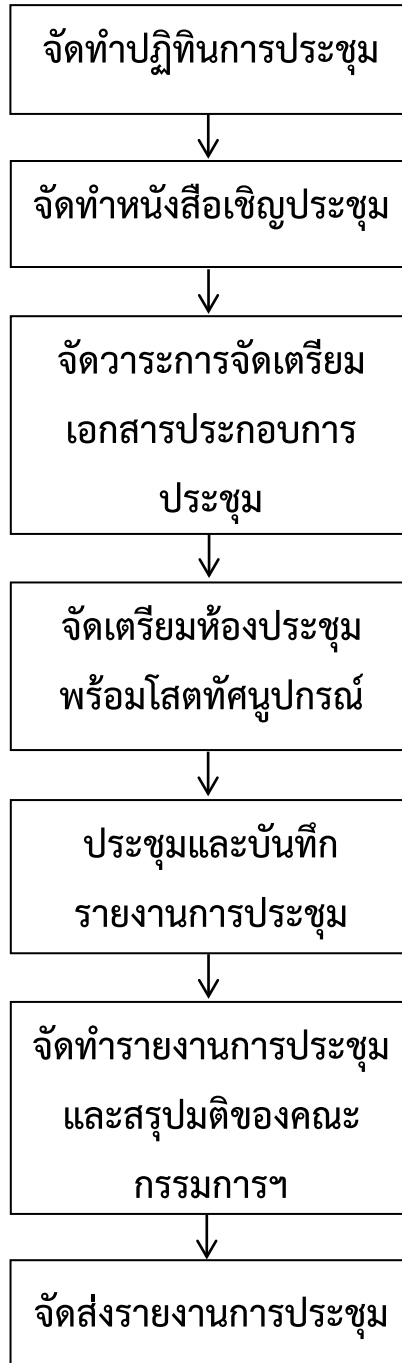 จัดทำปฏิทินการประชุม
จัดทำหนังสือเชิญประชุม
จัดวาระการจัดเตรียม
เอกสารประกอบการ
ประชุม
จัดเตรียมห้องประชุม
พร้อมโสตทัศนูปกรณ์
ประชุมและบันทึก
รายงานการประชุม
จัดทำรายงานการประชุม
และสรุปมติของคณะ
กรรมการฯ
จัดส่งรายงานการประชุม